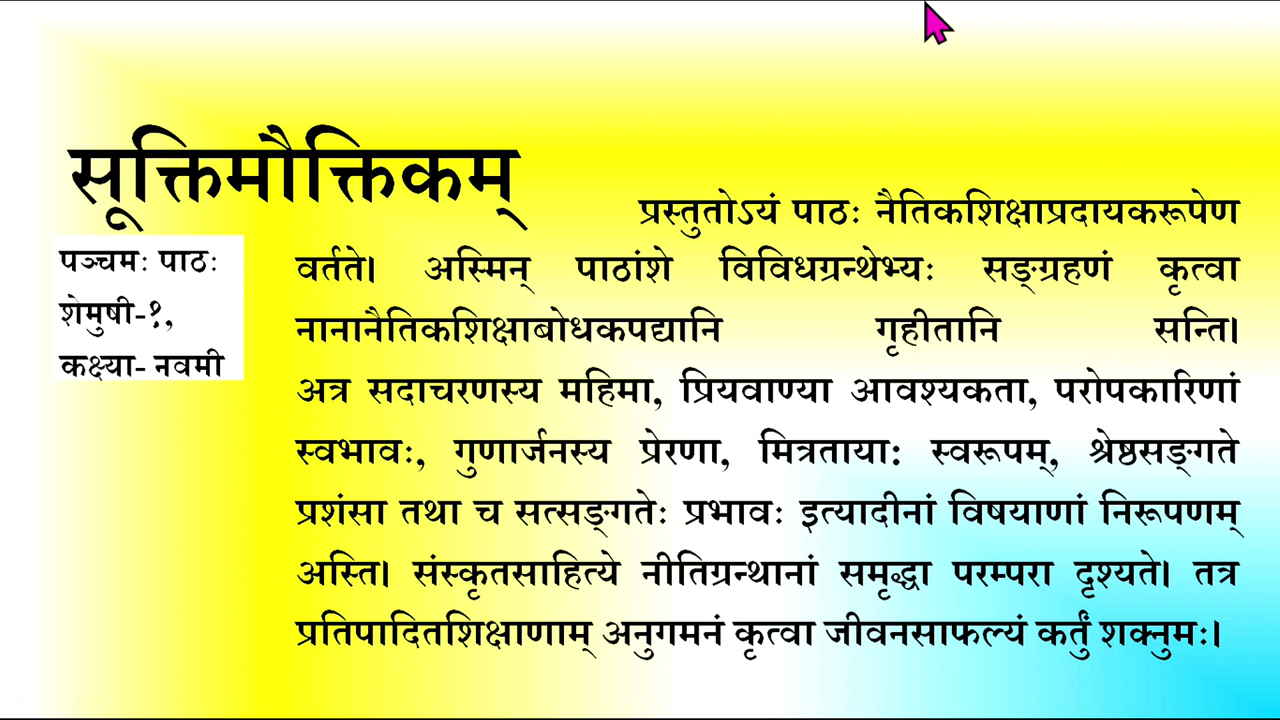 सूक्तिमौक्तिकम्
पञ्चमः पाठः
शेमुषी-१,
कक्ष्या- नवमी
प्रस्तुतोऽयं पाठः नैतिकशिक्षाप्रदायकरूपेण
वर्तते। अस्मिन् पाठांशे विविधग्रन्थेभ्यः सङ्ग्रहणं कृत्वा
नानानैतिकशिक्षाबोधकपद्यानि गृहीतानि सन्ति।
अत्र सदाचरणस्य महिमा, प्रियवाण्या आवश्यकता, परोपकारिणां
स्वभावः, गुणार्जनस्य प्रेरणा, मित्रताया: स्वरूपम्, श्रेष्ठसङ्गते
प्रशंसा तथा च सत्सङ्गतेः प्रभावः इत्यादीनां विषयाणां निरूपणम्
अस्ति। संस्कृतसाहित्ये नीतिग्रन्थानां समृद्धा परम्परा दृश्यते। तत्र
प्रतिपादितशिक्षाणाम् अनुगमनं कृत्वा जीवनसाफल्यं कर्तुं शक्नुमः।